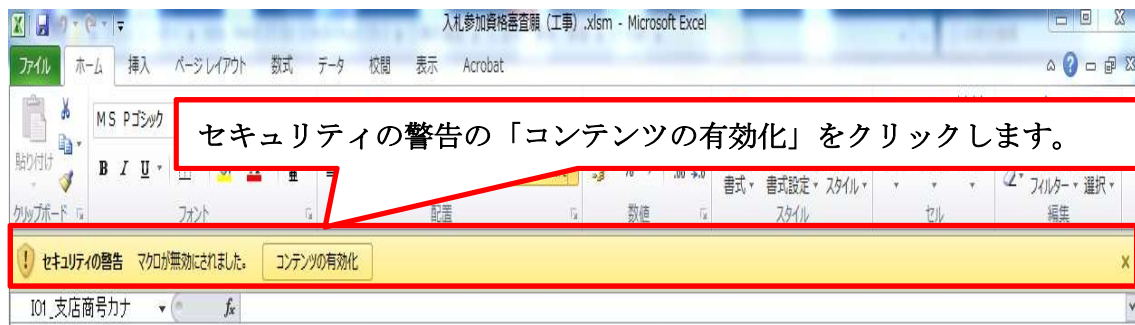 入札参加資格審査願（工事）.xlsm - Microsoft Excel
ファイル ホーム 挿入 ページ レイアウト 数式 データ 校閲 表示 Acrobat
MS Pゴシック
セキュリティの警告の「コンテンツの有効化」をクリックします。
貼り付け
B I U
書式 書式設定 スタイル
フィルター 選択
クリップボード フォント 配置 数値 スタイル セル 編集
セキュリティの警告 マクロが無効にされました。 コンテンツの有効化
I01_支店商号カナ fx